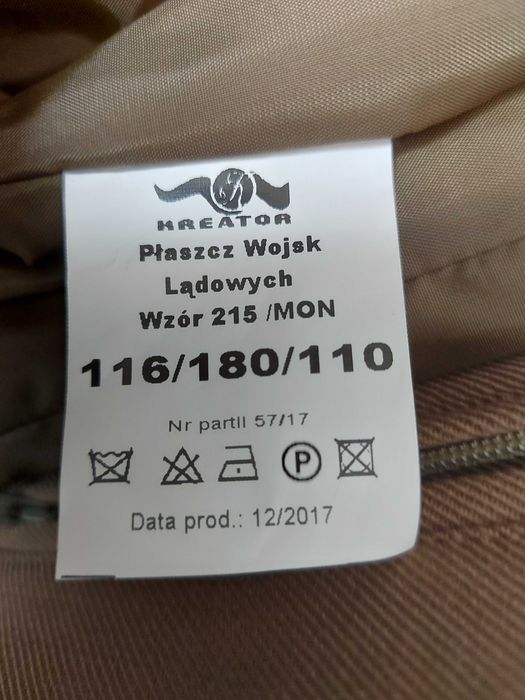 KREATOR
Płaszcz Wojsk
Lądowych
Wzór 215 /MON
116/180/110
Nr partii 57/17
P
Data prod.: 12/2017